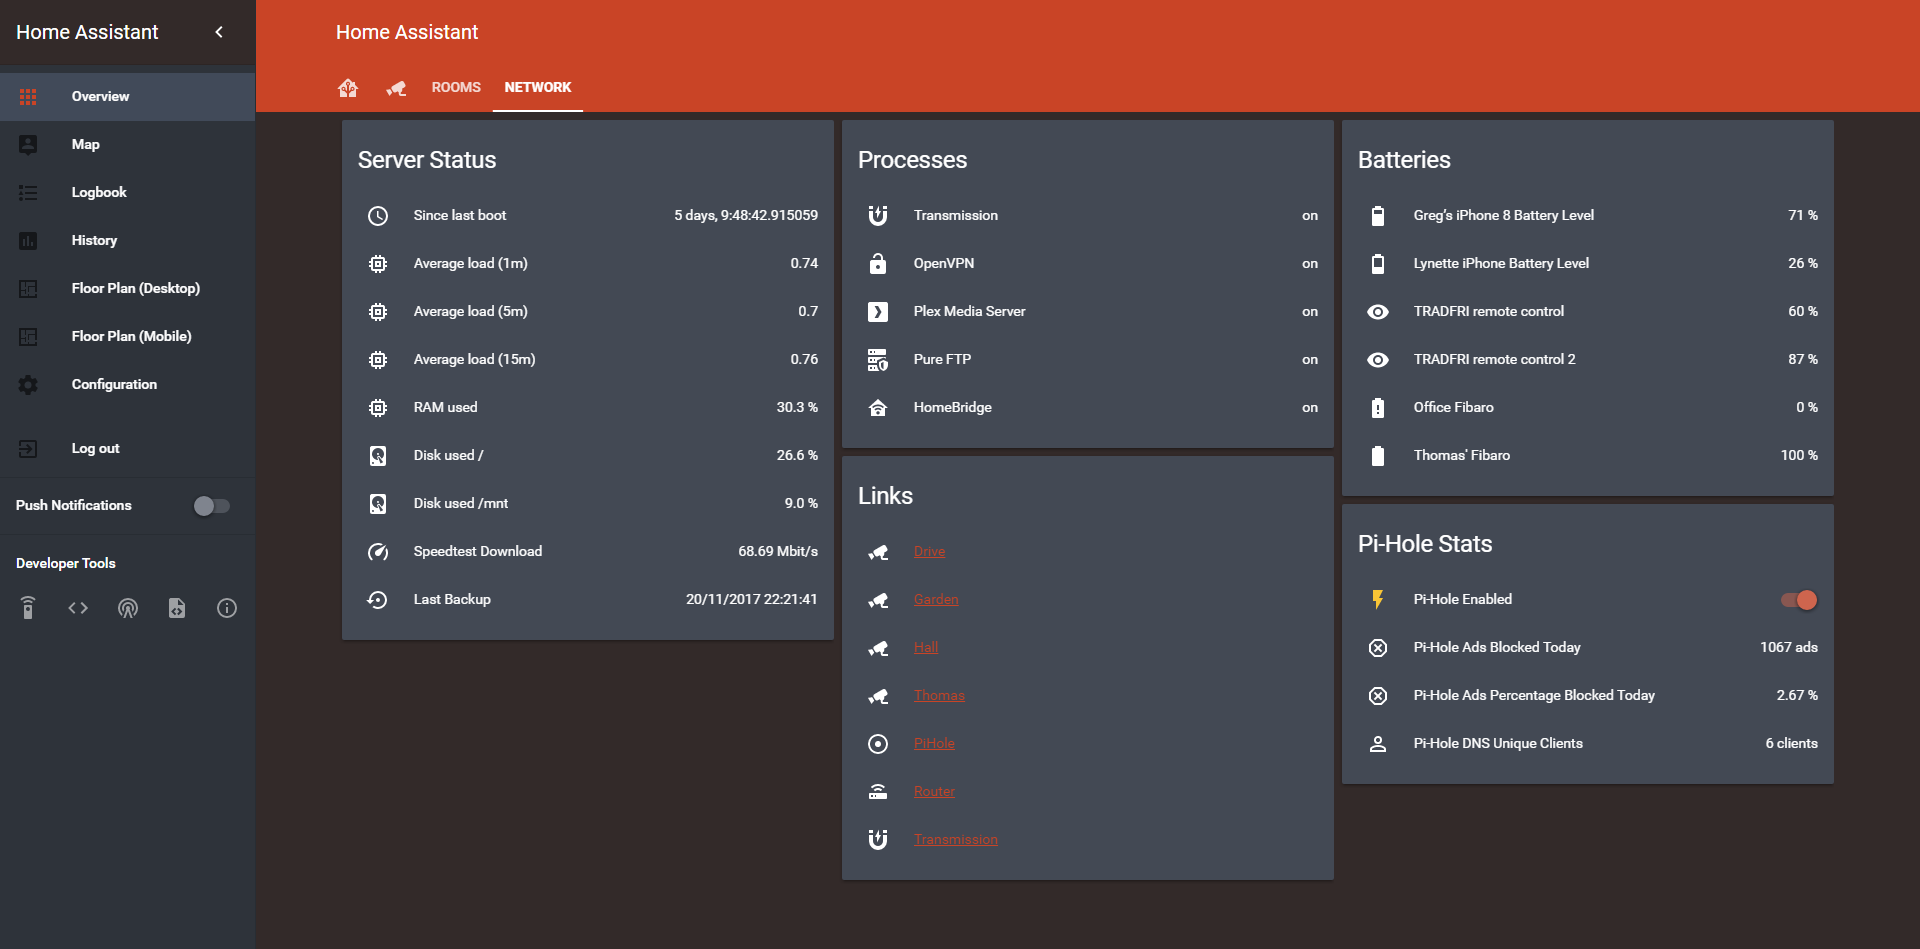 Home Assistant
Overview
Map
Logbook
History
Floor Plan (Desktop)
Floor Plan (Mobile)
Configuration
Log out
Push Notifications
Developer Tools
Home Assistant
ROOMS
NETWORK
Server Status
Since last boot 5 days, 9:48:42.915059
Average load (1m) 0.74
Average load (5m) 0.7
Average load (15m) 0.76
RAM used 30.3 %
Disk used / 26.6 %
Disk used /mnt 9.0 %
Speedtest Download 68.69 Mbit/s
Last Backup 20/11/2017 22:21:41
Processes
Transmission on
OpenVPN on
Plex Media Server on
Pure FTP on
HomeBridge on
Links
Drive
Garden
Hall
Thomas
PiHole
Router
Transmission
Batteries
Greg’s iPhone 8 Battery Level 71 %
Lynette iPhone Battery Level 26 %
TRADFRI remote control 60 %
TRADFRI remote control 2 87 %
Office Fibaro 0 %
Thomas' Fibaro 100 %
Pi-Hole Stats
Pi-Hole Enabled
Pi-Hole Ads Blocked Today 1067 ads
Pi-Hole Ads Percentage Blocked Today 2.67 %
Pi-Hole DNS Unique Clients 6 clients